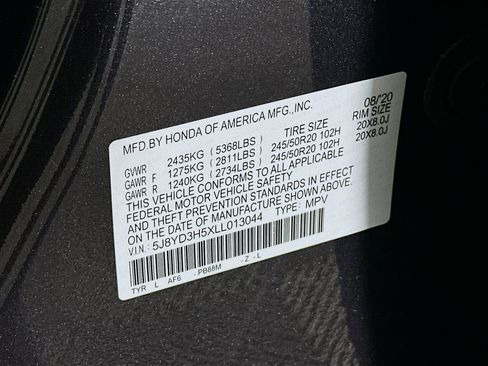 MFD.BY HONDA OF AMERICA MFG.,INC. 08/'20
GVWR 2435KG (5368LBS) TIRE SIZE RIM SIZE
GAWR F 1275KG (2811LBS) 245/50R20 102H 20X8.0J
GAWR R 1240KG (2734LBS) 245/50R20 102H 20X8.0J
THIS VEHICLE CONFORMS TO ALL APPLICABLE
FEDERAL MOTOR VEHICLE SAFETY
AND THEFT PREVENTION STANDARDS IN EFFECT
ON THE DATE OF MANUFACTURE SHOWN ABOVE.
V.I.N.: 5J8YD3H5XLL013044 TYPE: MPV
TYR L AF6 - PB88M - Z - L